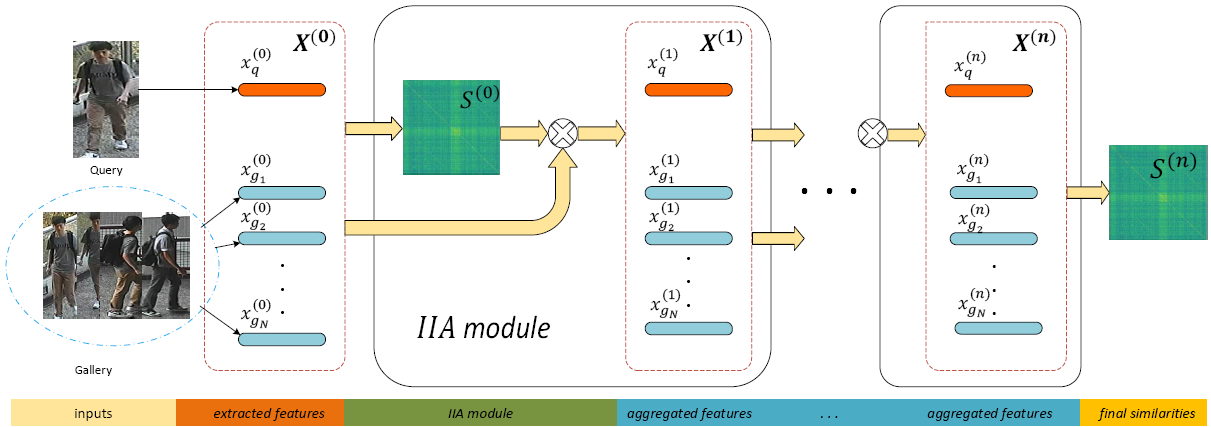 Query
Gallery
X^{(0)}
x_q^{(0)}
x_{g_1}^{(0)}
x_{g_2}^{(0)}
x_{g_N}^{(0)}
S^{(0)}
IIA module
X^{(1)}
x_q^{(1)}
x_{g_1}^{(1)}
x_{g_2}^{(1)}
x_{g_N}^{(1)}
. . .
X^{(n)}
x_q^{(n)}
x_{g_1}^{(n)}
x_{g_2}^{(n)}
x_{g_N}^{(n)}
S^{(n)}
inputs extracted features IIA module aggregated features . . . aggregated features final similarities